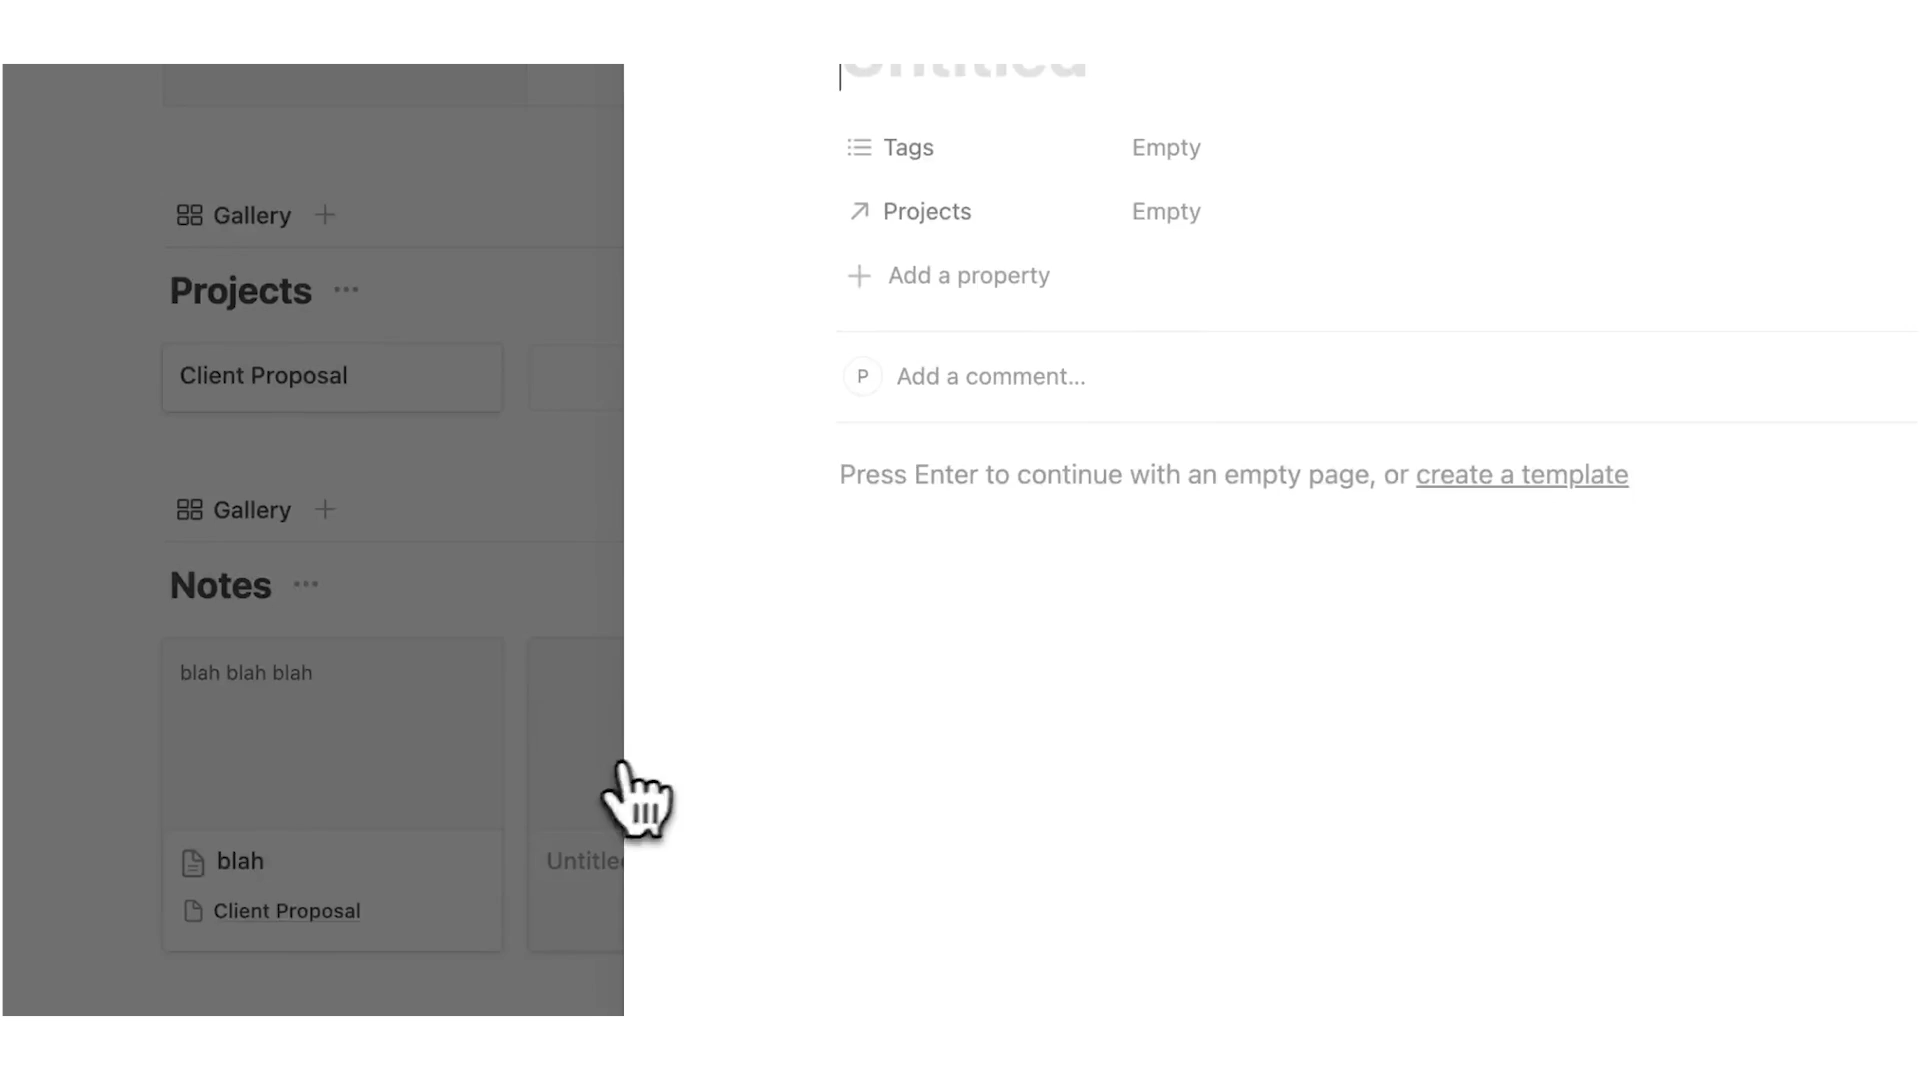 Gallery
Projects
Client Proposal
Gallery
Notes
blah blah blah
blah
Client Proposal
Untitled
Tags Empty
Projects Empty
Add a property
P Add a comment...
Press Enter to continue with an empty page, or create a template